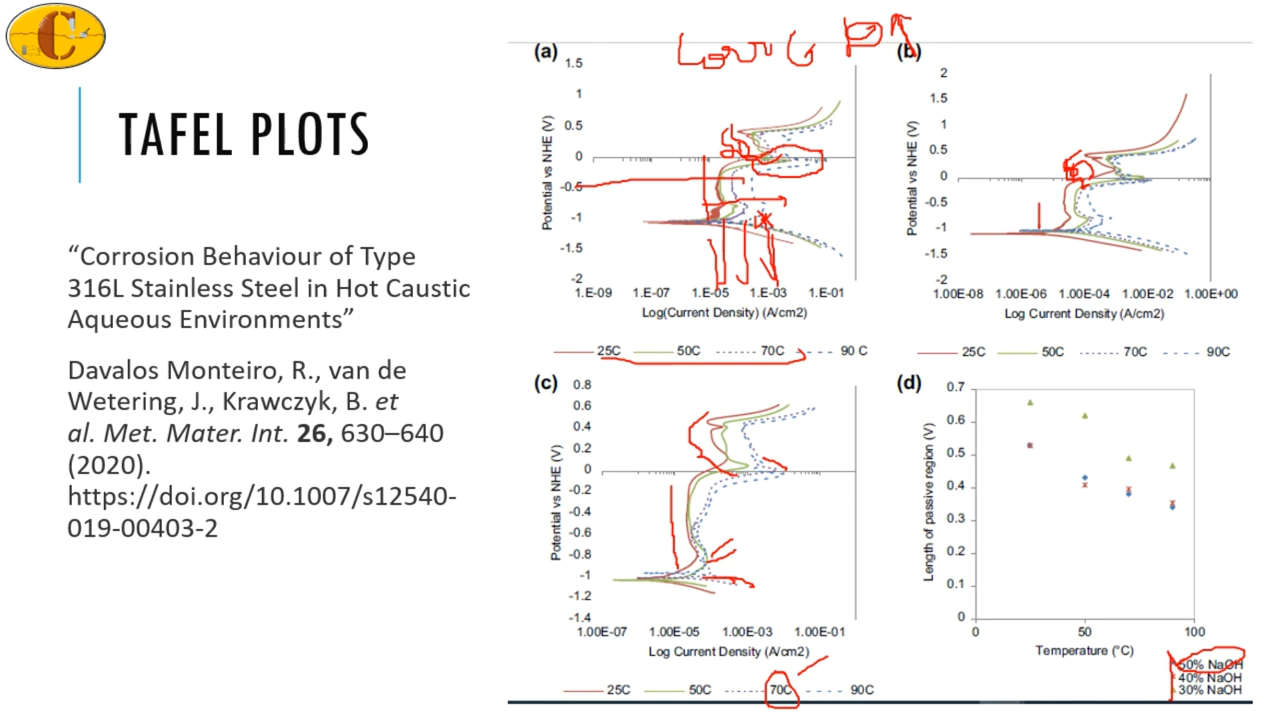 C
TAFEL PLOTS
“Corrosion Behaviour of Type
316L Stainless Steel in Hot Caustic
Aqueous Environments”
Davalos Monteiro, R., van de
Wetering, J., Krawczyk, B. et
al. Met. Mater. Int. 26, 630–640
(2020).
https://doi.org/10.1007/s12540-
019-00403-2
(a)
1.5
1
0.5
0
-0.5
-1
-1.5
-2
Potential vs NHE (V)
1.E-09 1.E-07 1.E-05 1.E-03 1.E-01
Log(Current Density) (A/cm2)
25C 50C 70C 90 C
(b)
2
1.5
1
0.5
0
-0.5
-1
-1.5
-2
Potential vs NHE (V)
1.00E-08 1.00E-06 1.00E-04 1.00E-02 1.00E+00
Log Current Density (A/cm2)
25C 50C 70C 90C
(c)
0.8
0.6
0.4
0.2
0
-0.2
-0.4
-0.6
-0.8
-1
-1.2
-1.4
Potential vs NHE (V)
1.00E-07 1.00E-05 1.00E-03 1.00E-01
Log Current Density (A/cm2)
25C 50C 70C 90C
(d)
0.7
0.6
0.5
0.4
0.3
0.2
0.1
0
Length of passive region (V)
0 50 100
Temperature (°C)
50% NaOH
40% NaOH
30% NaOH